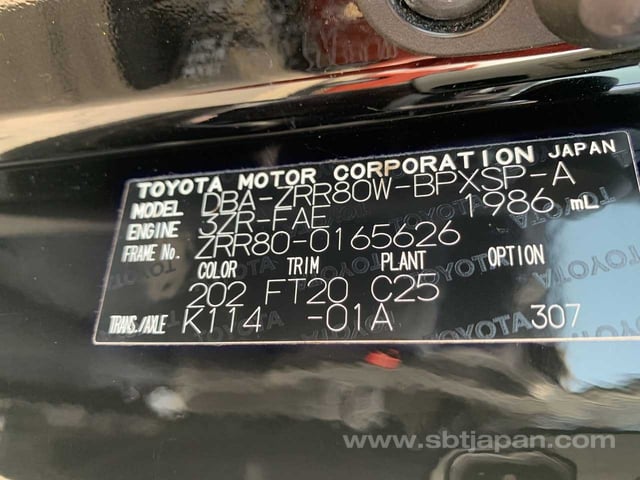 TOYOTA MOTOR CORPORATION JAPAN
MODEL DBA-ZRR80W-BPXSP-A
ENGINE 3ZR-FAE 1986 mL
FRAME No. ZRR80-0165626
COLOR TRIM PLANT OPTION
202 FT20 C25
TRANS./AXLE K114 -01A 307
www.sbtjapan.com